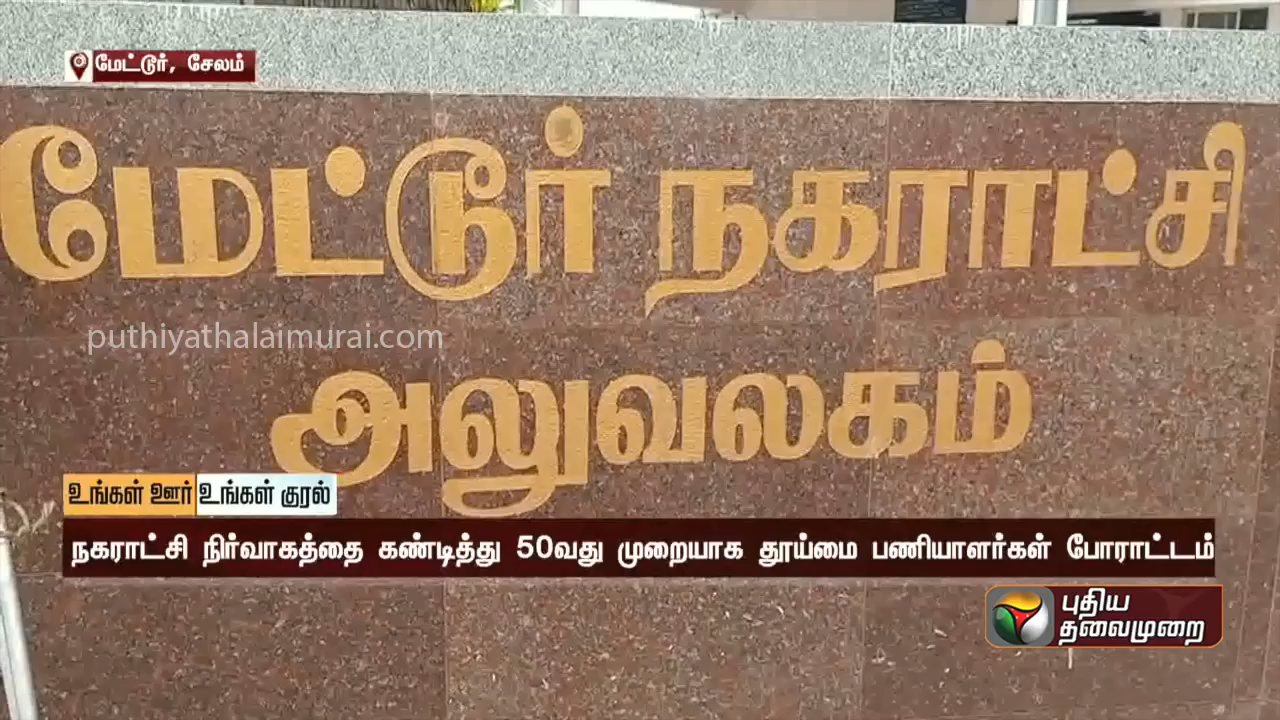 மேட்டூர், சேலம்
மேட்டூர் நகராட்சி
puthiyathalaimurai.com
அலுவலகம்
உங்கள் ஊர் உங்கள் குரல்
நகராட்சி நிர்வாகத்தை கண்டித்து 50வது முறையாக தூய்மை பணியாளர்கள் போராட்டம்
புதிய
தலைமுறை